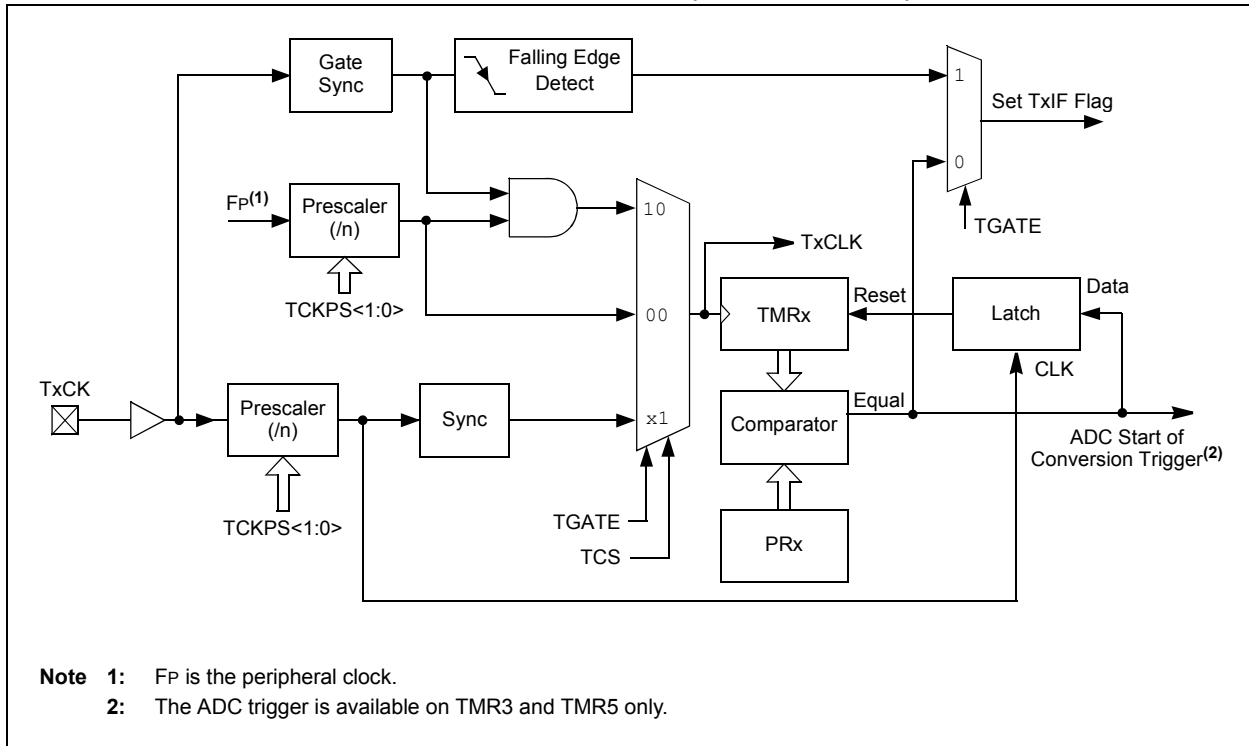 Gate
Sync
Falling Edge
Detect
1
Set TxIF Flag
0
TGATE
FP(1)
Prescaler
(/n)
TCKPS<1:0>
10
00
x1
TxCLK
TMRx
Reset
Latch
Data
CLK
TxCK
Prescaler
(/n)
TCKPS<1:0>
Sync
Comparator
Equal
ADC Start of
Conversion Trigger(2)
TGATE
TCS
PRx
Note 1: FP is the peripheral clock.
2: The ADC trigger is available on TMR3 and TMR5 only.